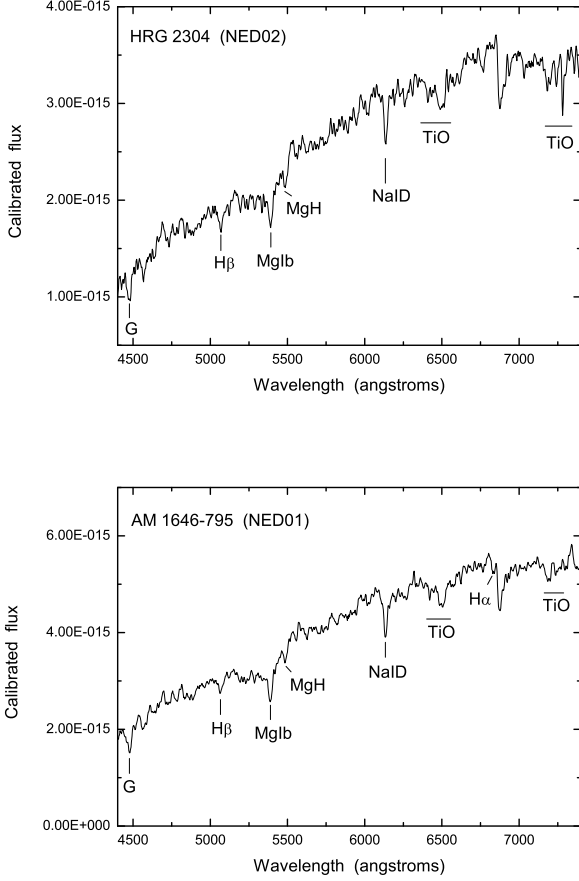 HRG 2304 (NED02)
4.00E-015
3.00E-015
2.00E-015
1.00E-015
Calibrated flux
G
Hβ
MgIb
MgH
NaID
TiO
TiO
4500 5000 5500 6000 6500 7000
Wavelength (angstroms)
AM 1646-795 (NED01)
6.00E-015
4.00E-015
2.00E-015
0.00E+000
Calibrated flux
G
Hβ
MgIb
MgH
NaID
TiO
Hα
TiO
4500 5000 5500 6000 6500 7000
Wavelength (angstroms)